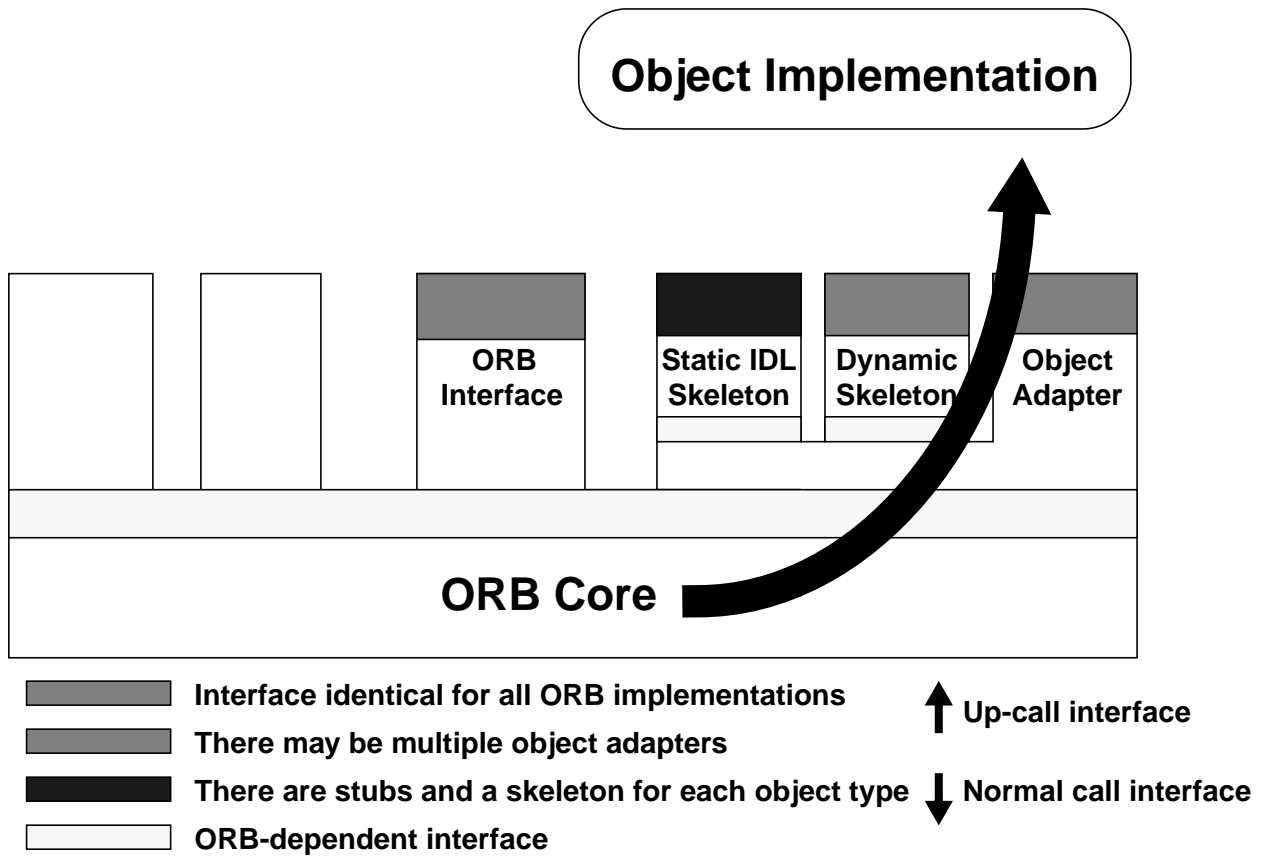 Object Implementation
ORB
Interface
Static IDL
Skeleton
Dynamic
Skeleton
Object
Adapter
ORB Core
Interface identical for all ORB implementations
There may be multiple object adapters
There are stubs and a skeleton for each object type
ORB-dependent interface
Up-call interface
Normal call interface